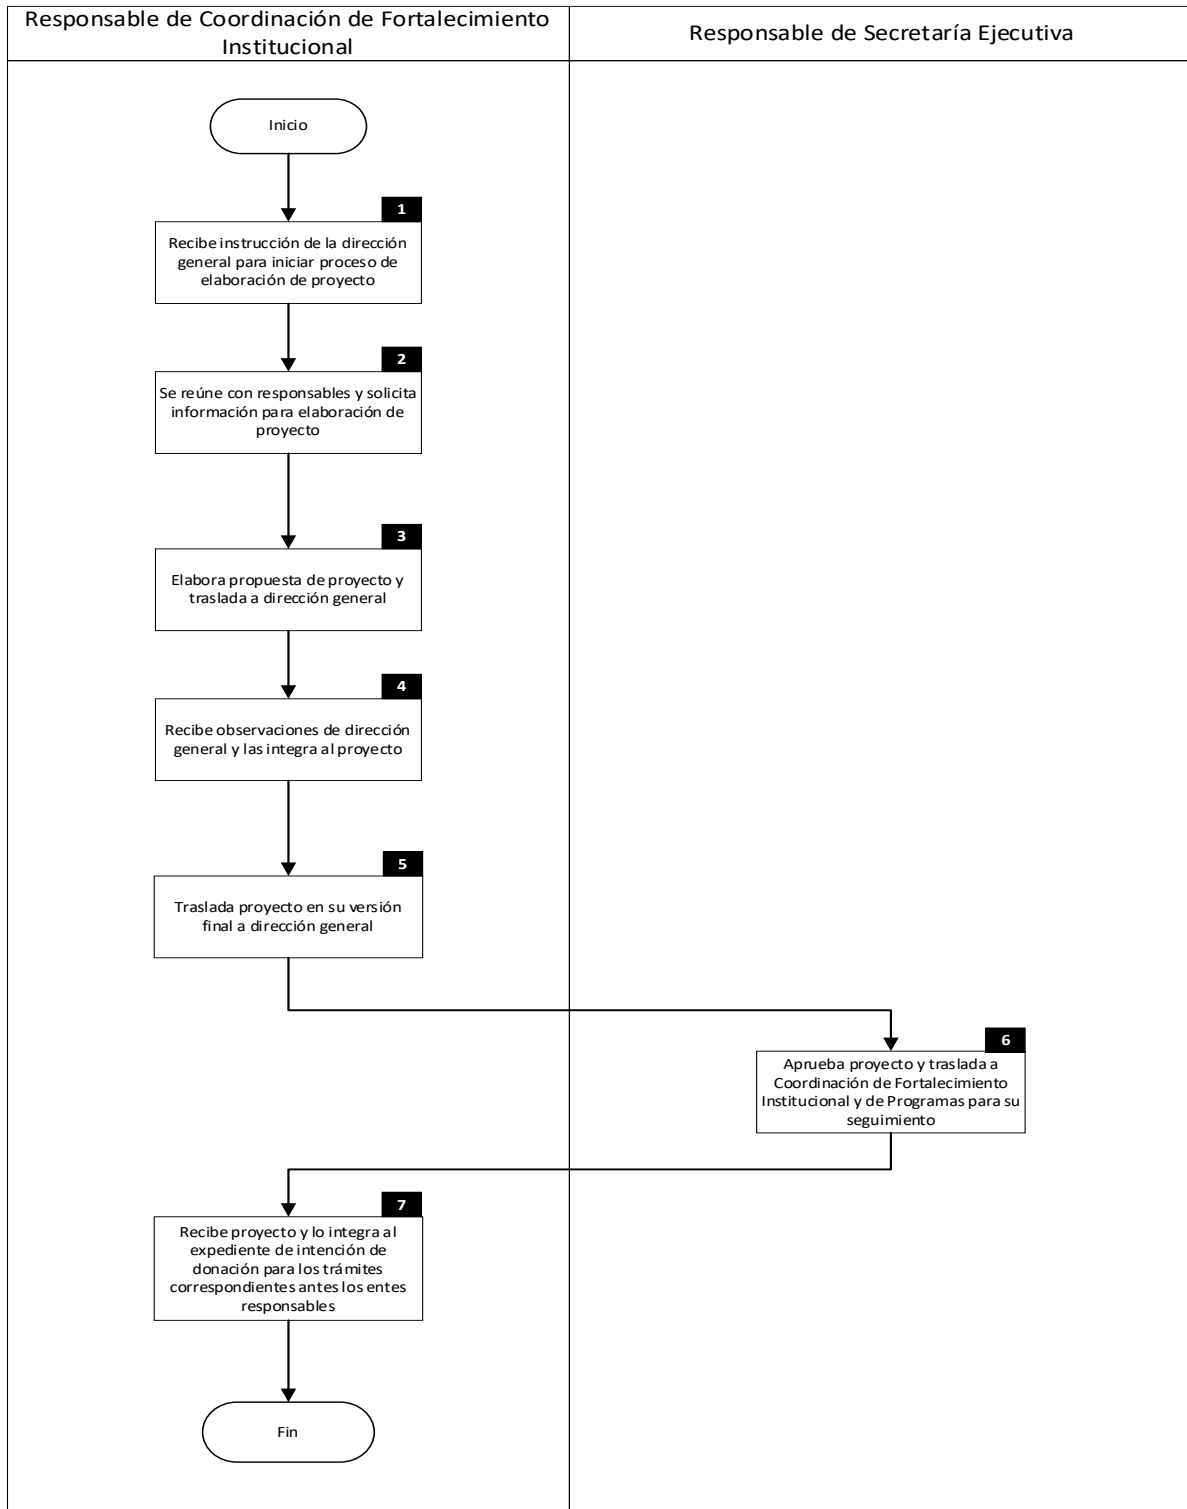 Responsable de Coordinación de Fortalecimiento
Institucional
Responsable de Secretaría Ejecutiva
Inicio
1
Recibe instrucción de la dirección
general para iniciar proceso de
elaboración de proyecto
2
Se reúne con responsables y solicita
información para elaboración de
proyecto
3
Elabora propuesta de proyecto y
traslada a dirección general
4
Recibe observaciones de dirección
general y las integra al proyecto
5
Traslada proyecto en su versión
final a dirección general
6
Aprueba proyecto y traslada a
Coordinación de Fortalecimiento
Institucional y de Programas para su
seguimiento
7
Recibe proyecto y lo integra al
expediente de intención de
donación para los trámites
correspondientes antes los entes
responsables
Fin